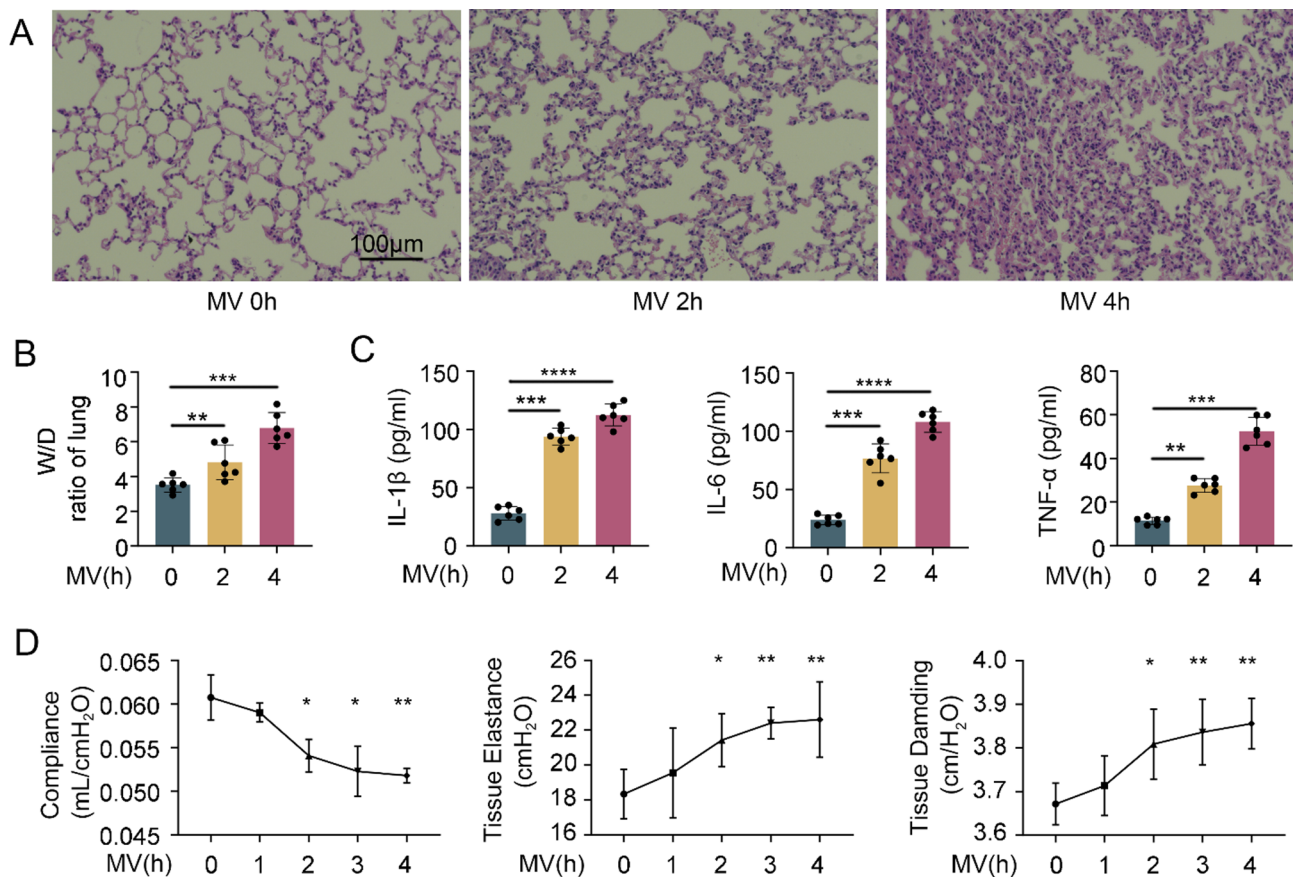 A
100µm
MV 0h
MV 2h
MV 4h
B
W/D
ratio of lung
10
8
6
4
2
0
**
***
MV(h)
0 2 4
C
IL-1β (pg/ml)
150
100
50
0
****
***
MV(h)
0 2 4
IL-6 (pg/ml)
150
100
50
0
****
***
MV(h)
0 2 4
TNF-α (pg/ml)
80
60
40
20
0
***
**
MV(h)
0 2 4
D
Compliance
(mL/cmH₂O)
0.065
0.060
0.055
0.050
0.045
* * **
MV(h)
0 1 2 3 4
Tissue Elastance
(cmH₂O)
26
24
22
20
18
16
* ** **
MV(h)
0 1 2 3 4
Tissue Damding
(cm/H₂O)
4.0
3.9
3.8
3.7
3.6
* ** **
MV(h)
0 1 2 3 4